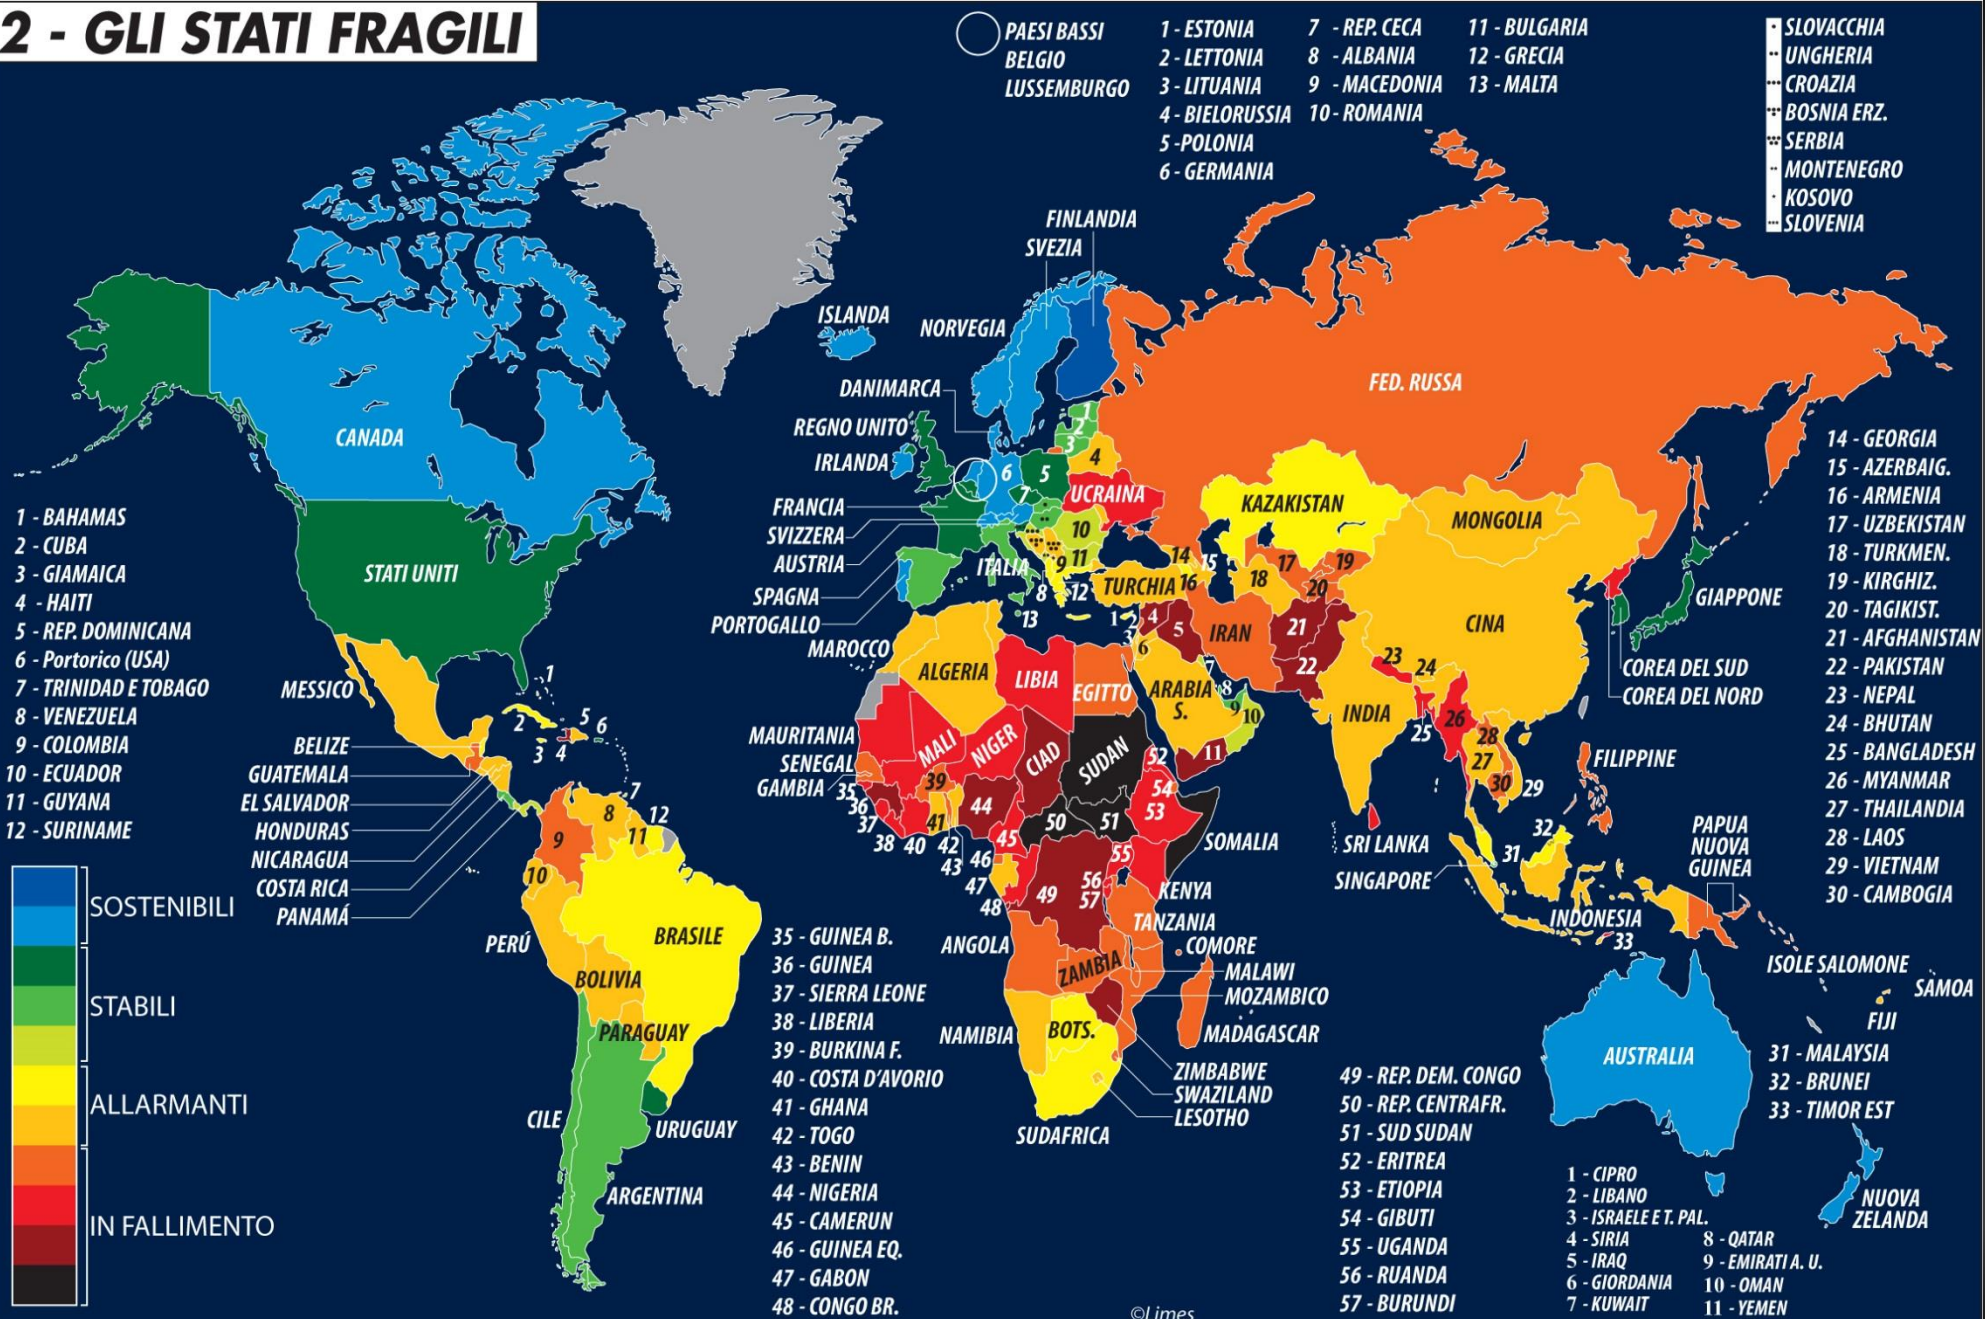 2 - GLI STATI FRAGILI
PAESI BASSI
BELGIO
LUSSEMBURGO
1 - ESTONIA
2 - LETTONIA
3 - LITUANIA
4 - BIELORUSSIA
5 -POLONIA
6 - GERMANIA
7 - REP. CECA
8 - ALBANIA
9 - MACEDONIA
10 - ROMANIA
11 - BULGARIA
12 - GRECIA
13 - MALTA
SLOVACCHIA
UNGHERIA
CROAZIA
BOSNIA ERZ.
SERBIA
MONTENEGRO
KOSOVO
SLOVENIA
FINLANDIA
SVEZIA
ISLANDA
NORVEGIA
DANIMARCA
REGNO UNITO
IRLANDA
FRANCIA
SVIZZERA
AUSTRIA
SPAGNA
PORTOGALLO
MAROCCO
ITALIA
UCRAINA
TURCHIA
FED. RUSSA
KAZAKISTAN
MONGOLIA
CINA
GIAPPONE
COREA DEL SUD
COREA DEL NORD
IRAN
INDIA
ARABIA
S.
CANADA
STATI UNITI
MESSICO
1 - BAHAMAS
2 - CUBA
3 - GIAMAICA
4 - HAITI
5 - REP. DOMINICANA
6 - Portorico (USA)
7 - TRINIDAD E TOBAGO
8 - VENEZUELA
9 - COLOMBIA
10 - ECUADOR
11 - GUYANA
12 - SURINAME
BELIZE
GUATEMALA
EL SALVADOR
HONDURAS
NICARAGUA
COSTA RICA
PANAMÁ
PERÚ
BRASILE
BOLIVIA
PARAGUAY
CILE
URUGUAY
ARGENTINA
SOSTENIBILI
STABILI
ALLARMANTI
IN FALLIMENTO
ALGERIA
LIBIA
EGITTO
MAURITANIA
MALI
NIGER
CIAD
SUDAN
SENEGAL
GAMBIA
SOMALIA
KENYA
TANZANIA
COMORE
MALAWI
MOZAMBICO
MADAGASCAR
ANGOLA
ZAMBIA
NAMIBIA
BOTS.
ZIMBABWE
SWAZILAND
LESOTHO
SUDAFRICA
35 - GUINEA B.
36 - GUINEA
37 - SIERRA LEONE
38 - LIBERIA
39 - BURKINA F.
40 - COSTA D'AVORIO
41 - GHANA
42 - TOGO
43 - BENIN
44 - NIGERIA
45 - CAMERUN
46 - GUINEA EQ.
47 - GABON
48 - CONGO BR.
49 - REP. DEM. CONGO
50 - REP. CENTRAFR.
51 - SUD SUDAN
52 - ERITREA
53 - ETIOPIA
54 - GIBUTI
55 - UGANDA
56 - RUANDA
57 - BURUNDI
14 - GEORGIA
15 - AZERBAIG.
16 - ARMENIA
17 - UZBEKISTAN
18 - TURKMEN.
19 - KIRGHIZ.
20 - TAGIKIST.
21 - AFGHANISTAN
22 - PAKISTAN
23 - NEPAL
24 - BHUTAN
25 - BANGLADESH
26 - MYANMAR
27 - THAILANDIA
28 - LAOS
29 - VIETNAM
30 - CAMBOGIA
SRI LANKA
SINGAPORE
FILIPPINE
PAPUA
NUOVA
GUINEA
INDONESIA
ISOLE SALOMONE
SAMOA
FIJI
AUSTRALIA
NUOVA
ZELANDA
31 - MALAYSIA
32 - BRUNEI
33 - TIMOR EST
1 - CIPRO
2 - LIBANO
3 - ISRAELE E T. PAL.
4 - SIRIA
5 - IRAQ
6 - GIORDANIA
7 - KUWAIT
8 - QATAR
9 - EMIRATI A. U.
10 - OMAN
11 - YEMEN
©Limes